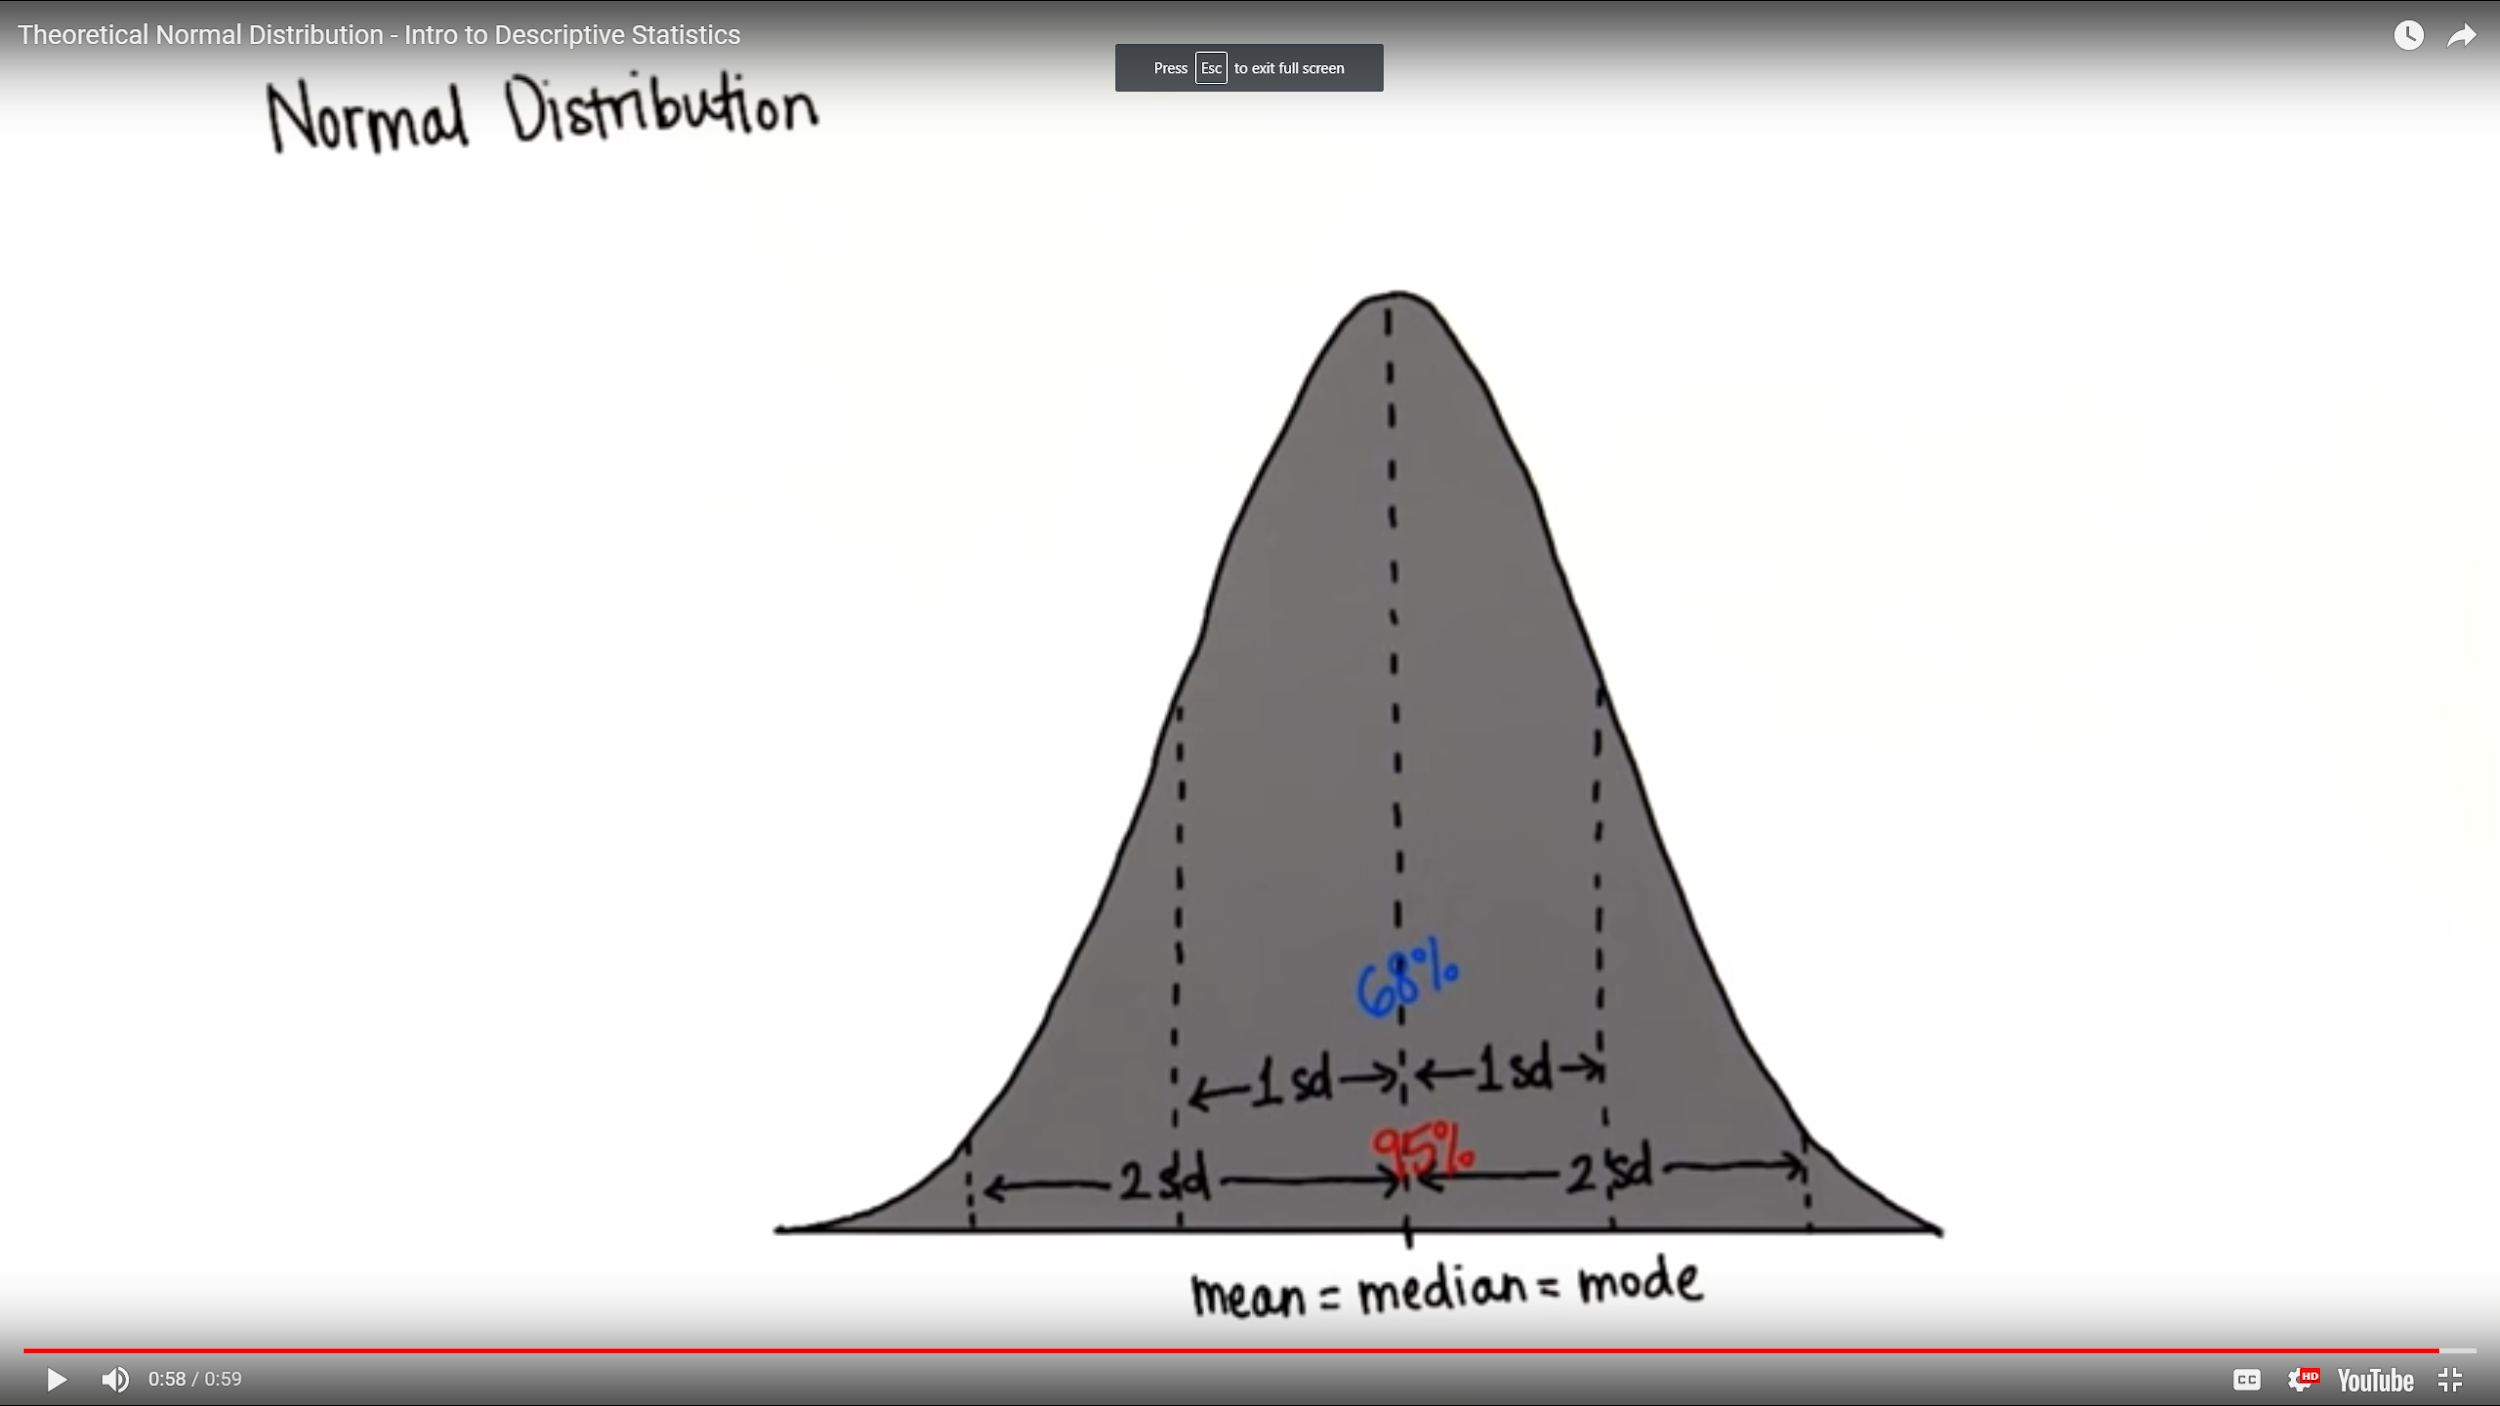 Theoretical Normal Distribution - Intro to Descriptive Statistics
Press Esc to exit full screen
Normal Distribution
68%
1 sd 1 sd
95%
2 sd 2 sd
mean = median = mode
0:58 / 0:59
CC HD YouTube